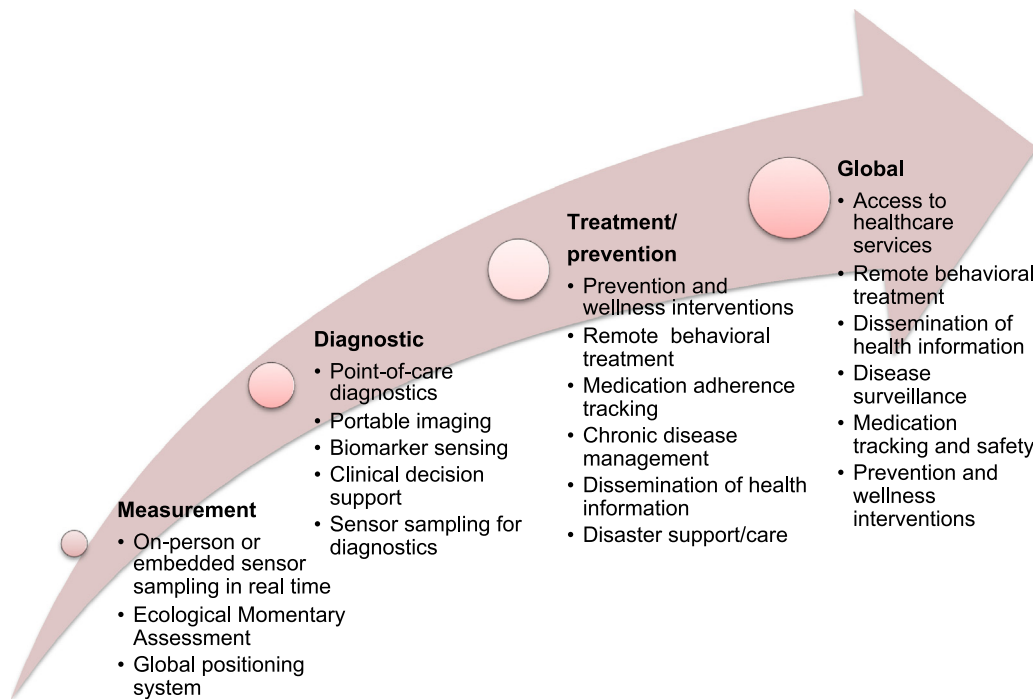 Measurement
• On-person or
embedded sensor
sampling in real time
• Ecological Momentary
Assessment
• Global positioning
system
Diagnostic
• Point-of-care
diagnostics
• Portable imaging
• Biomarker sensing
• Clinical decision
support
• Sensor sampling for
diagnostics
Treatment/
prevention
• Prevention and
wellness interventions
• Remote behavioral
treatment
• Medication adherence
tracking
• Chronic disease
management
• Dissemination of health
information
• Disaster support/care
Global
• Access to
healthcare
services
• Remote behavioral
treatment
• Dissemination of
health information
• Disease
surveillance
• Medication
tracking and safety
• Prevention and
wellness
interventions